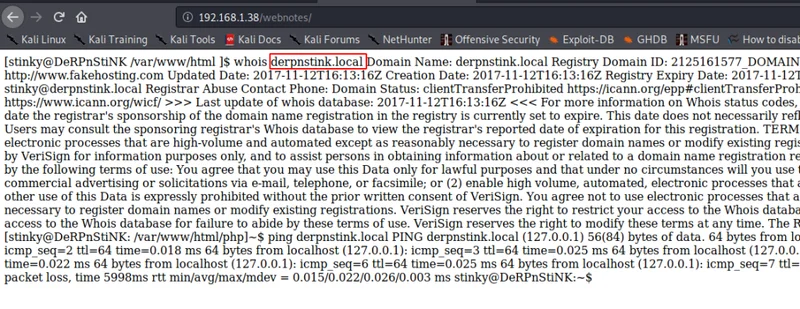 192.168.1.38/webnotes/
Kali Linux Kali Training Kali Tools Kali Docs Kali Forums NetHunter Offensive Security Exploit-DB GHDB MSFU How to disab
[stinky@DeRPnStiNK /var/www/html ]$ whois derpnstink.local Domain Name: derpnstink.local Registry Domain ID: 2125161577_DOMAIN
http://www.fakehosting.com Updated Date: 2017-11-12T16:13:16Z Creation Date: 2017-11-12T16:13:16Z Registry Expiry Date: 2017-11-12
stinky@derpnstink.local Registrar Abuse Contact Phone: Domain Status: clientTransferProhibited https://icann.org/epp#clientTransferProh
https://www.icann.org/wicf/ >>> Last update of whois database: 2017-11-12T16:13:16Z <<< For more information on Whois status codes,
date the registrar's sponsorship of the domain name registration in the registry is currently set to expire. This date does not necessarily refl
Users may consult the sponsoring registrar's Whois database to view the registrar's reported date of expiration for this registration. TERM
electronic processes that are high-volume and automated except as reasonably necessary to register domain names or modify existing regis
by VeriSign for information purposes only, and to assist persons in obtaining information about or related to a domain name registration re
by the following terms of use: You agree that you may use this Data only for lawful purposes and that under no circumstances will you use t
commercial advertising or solicitations via e-mail, telephone, or facsimile; or (2) enable high volume, automated, electronic processes that a
other use of this Data is expressly prohibited without the prior written consent of VeriSign. You agree not to use electronic processes that a
necessary to register domain names or modify existing registrations. VeriSign reserves the right to restrict your access to the Whois databa
access to the Whois database for failure to abide by these terms of use. VeriSign reserves the right to modify these terms at any time. The R
[stinky@DeRPnStiNK: /var/www/html/php]~$ ping derpnstink.local PING derpnstink.local (127.0.0.1) 56(84) bytes of data. 64 bytes from lo
icmp_seq=2 ttl=64 time=0.018 ms 64 bytes from localhost (127.0.0.1): icmp_seq=3 ttl=64 time=0.025 ms 64 bytes from localhost (127.0.0.
time=0.022 ms 64 bytes from localhost (127.0.0.1): icmp_seq=6 ttl=64 time=0.025 ms 64 bytes from localhost (127.0.0.1): icmp_seq=7 ttl=
packet loss, time 5998ms rtt min/avg/max/mdev = 0.015/0.022/0.026/0.003 ms stinky@DeRPnStiNK:~$